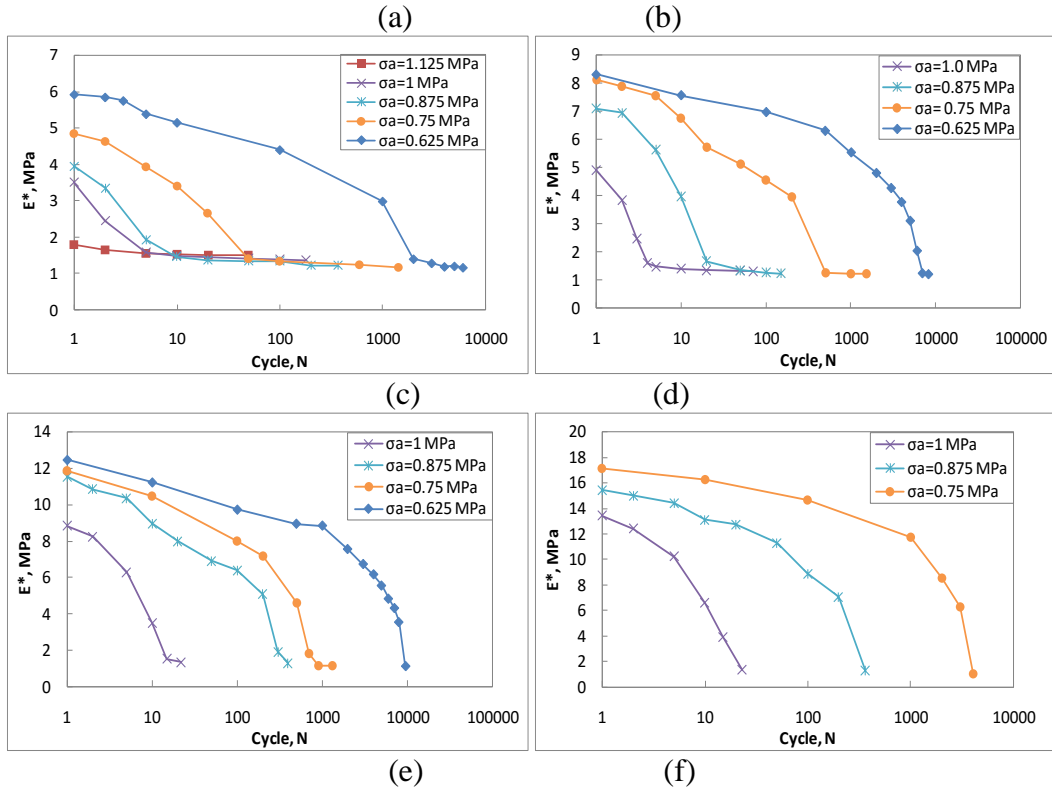 (a)
(b)
7
6
5
4
3
2
1
0
E*, MPa
1
10
100
1000
10000
Cycle, N
σa=1.125 MPa
σa=1 MPa
σa=0.875 MPa
σa=0.75 MPa
σa=0.625 MPa
9
8
7
6
5
4
3
2
1
0
E*, MPa
1
10
100
1000
10000
100000
Cycle, N
σa=1.0 MPa
σa=0.875 MPa
σa= 0.75 MPa
σa=0.625 MPa
(c)
(d)
14
12
10
8
6
4
2
0
E*, MPa
1
10
100
1000
10000
100000
Cycle, N
σa=1 MPa
σa=0.875 MPa
σa=0.75 MPa
σa=0.625 MPa
20
18
16
14
12
10
8
6
4
2
0
E*, MPa
1
10
100
1000
10000
Cycle, N
σa=1 MPa
σa=0.875 MPa
σa=0.75 MPa
(e)
(f)